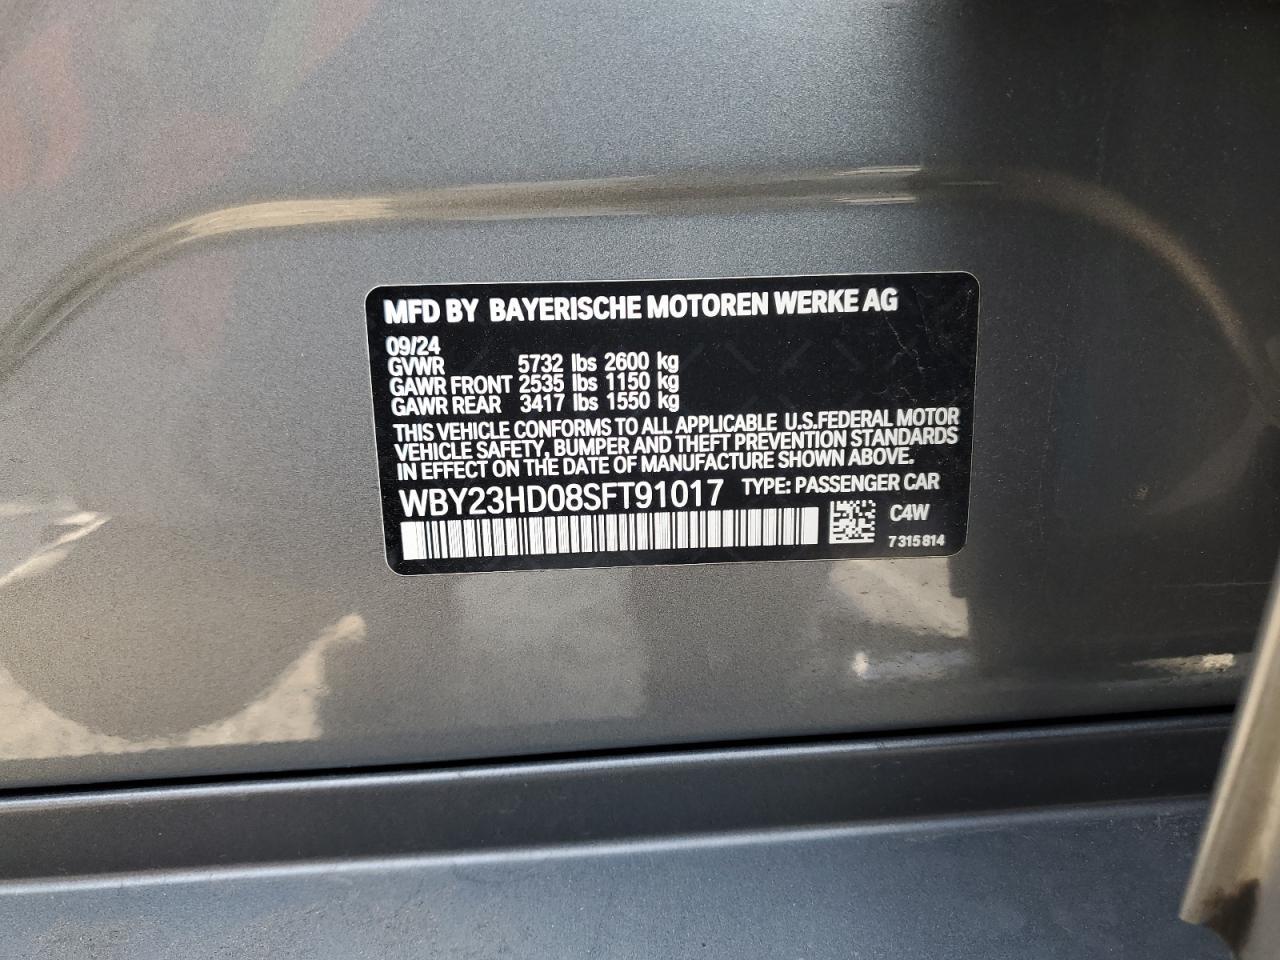 MFD BY BAYERISCHE MOTOREN WERKE AG
09/24
GVWR 5732 lbs 2600 kg
GAWR FRONT 2535 lbs 1150 kg
GAWR REAR 3417 lbs 1550 kg
THIS VEHICLE CONFORMS TO ALL APPLICABLE U.S.FEDERAL MOTOR
VEHICLE SAFETY, BUMPER AND THEFT PREVENTION STANDARDS
IN EFFECT ON THE DATE OF MANUFACTURE SHOWN ABOVE.
WBY23HD08SFT91017 TYPE: PASSENGER CAR
C4W
7315814